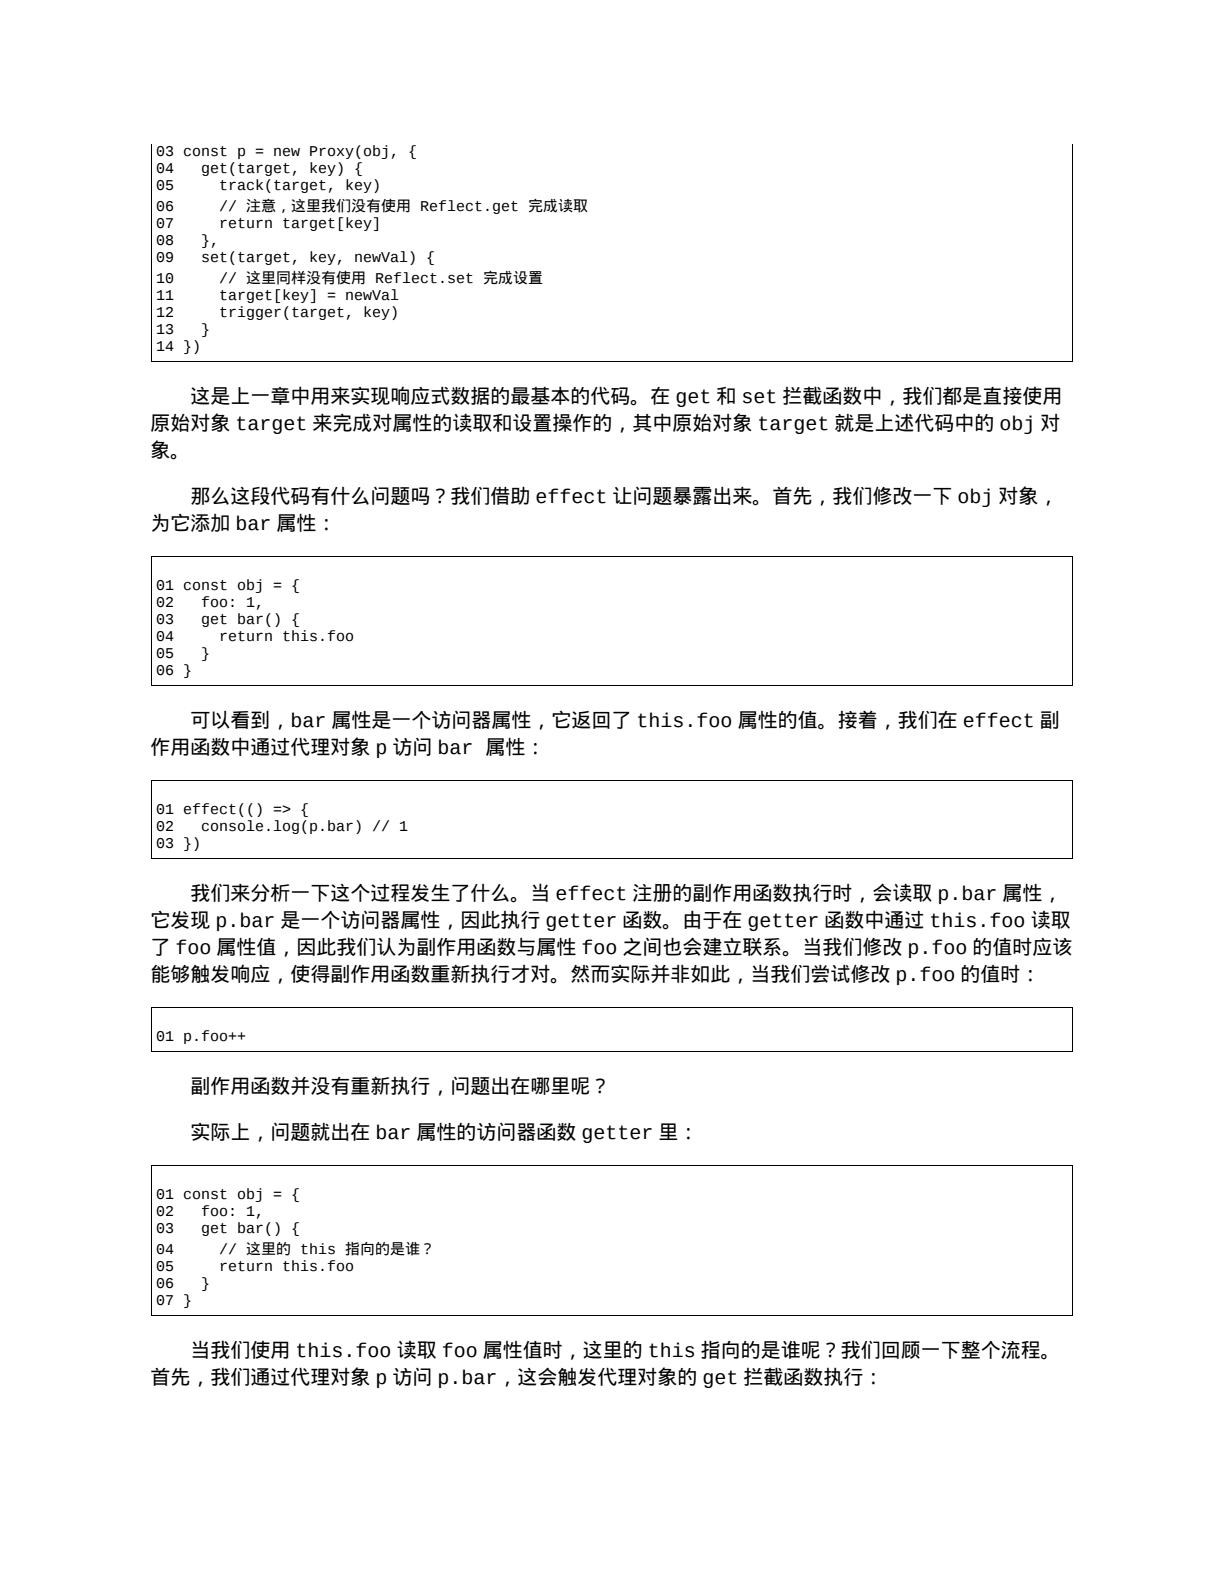 03 const p = new Proxy(obj, {
04   get(target, key) {
05     track(target, key)
06     // 注意，这里我们没有使用 Reflect.get 完成读取
07     return target[key]
08   },
09   set(target, key, newVal) {
10     // 这里同样没有使用 Reflect.set 完成设置
11     target[key] = newVal
12     trigger(target, key)
13   }
14 })
这是上一章中用来实现响应式数据的最基本的代码。在 get 和 set 拦截函数中，我们都是直接使用
原始对象 target 来完成对属性的读取和设置操作的，其中原始对象 target 就是上述代码中的 obj 对
象。
那么这段代码有什么问题吗？我们借助 effect 让问题暴露出来。首先，我们修改一下 obj 对象，
为它添加 bar 属性：
01 const obj = {
02   foo: 1,
03   get bar() {
04     return this.foo
05   }
06 }
可以看到，bar 属性是一个访问器属性，它返回了 this.foo 属性的值。接着，我们在 effect 副
作用函数中通过代理对象 p 访问 bar 属性：
01 effect(() => {
02   console.log(p.bar) // 1
03 })
我们来分析一下这个过程发生了什么。当 effect 注册的副作用函数执行时，会读取 p.bar 属性，
它发现 p.bar 是一个访问器属性，因此执行 getter 函数。由于在 getter 函数中通过 this.foo 读取
了 foo 属性值，因此我们认为副作用函数与属性 foo 之间也会建立联系。当我们修改 p.foo 的值时应该
能够触发响应，使得副作用函数重新执行才对。然而实际并非如此，当我们尝试修改 p.foo 的值时：
01 p.foo++
副作用函数并没有重新执行，问题出在哪里呢？
实际上，问题就出在 bar 属性的访问器函数 getter 里：
01 const obj = {
02   foo: 1,
03   get bar() {
04     // 这里的 this 指向的是谁？
05     return this.foo
06   }
07 }
当我们使用 this.foo 读取 foo 属性值时，这里的 this 指向的是谁呢？我们回顾一下整个流程。
首先，我们通过代理对象 p 访问 p.bar，这会触发代理对象的 get 拦截函数执行：